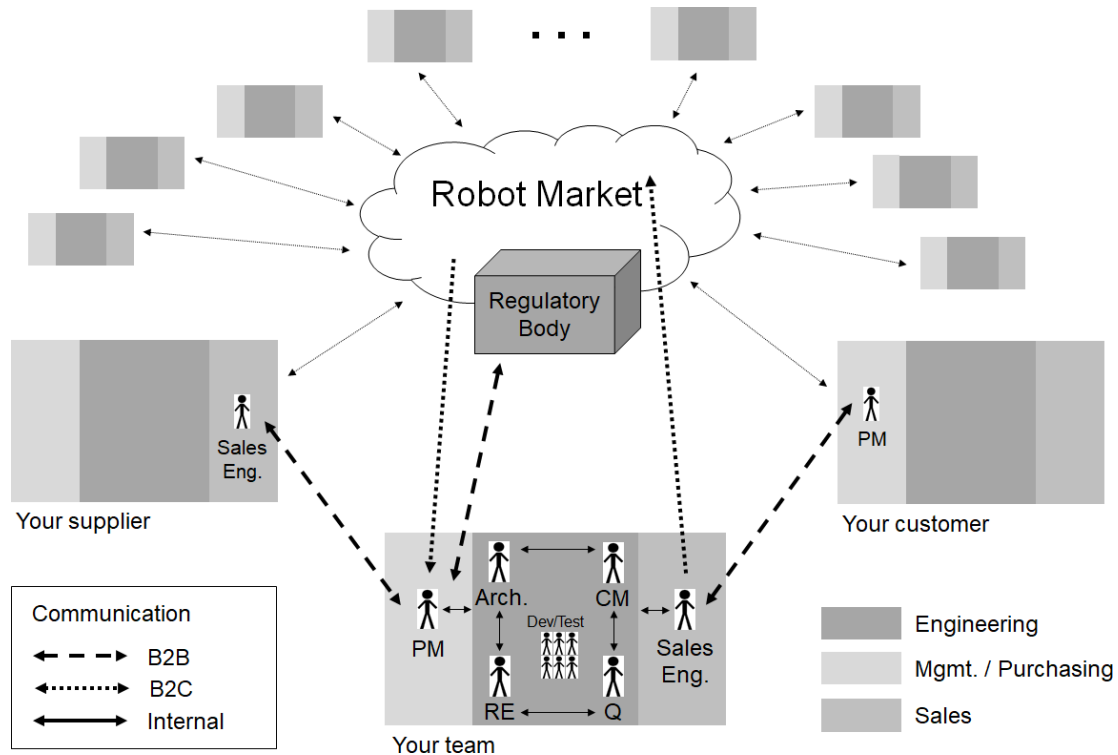 . . .
Robot Market
Regulatory
Body
Sales
Eng.
PM
Your supplier
Your customer
Arch.
CM
Dev/Test
PM
Sales
Eng.
RE
Q
Your team
Communication
B2B
B2C
Internal
Engineering
Mgmt. / Purchasing
Sales